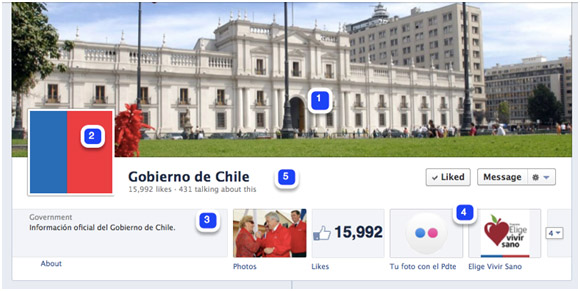 1
2
Gobierno de Chile
5
15,992 likes · 431 talking about this
Liked
Message
Government
Información oficial del Gobierno de Chile.
3
4
15,992
Elige
vivir
sano
4
About
Photos
Likes
Tu foto con el Pdte
Elige Vivir Sano